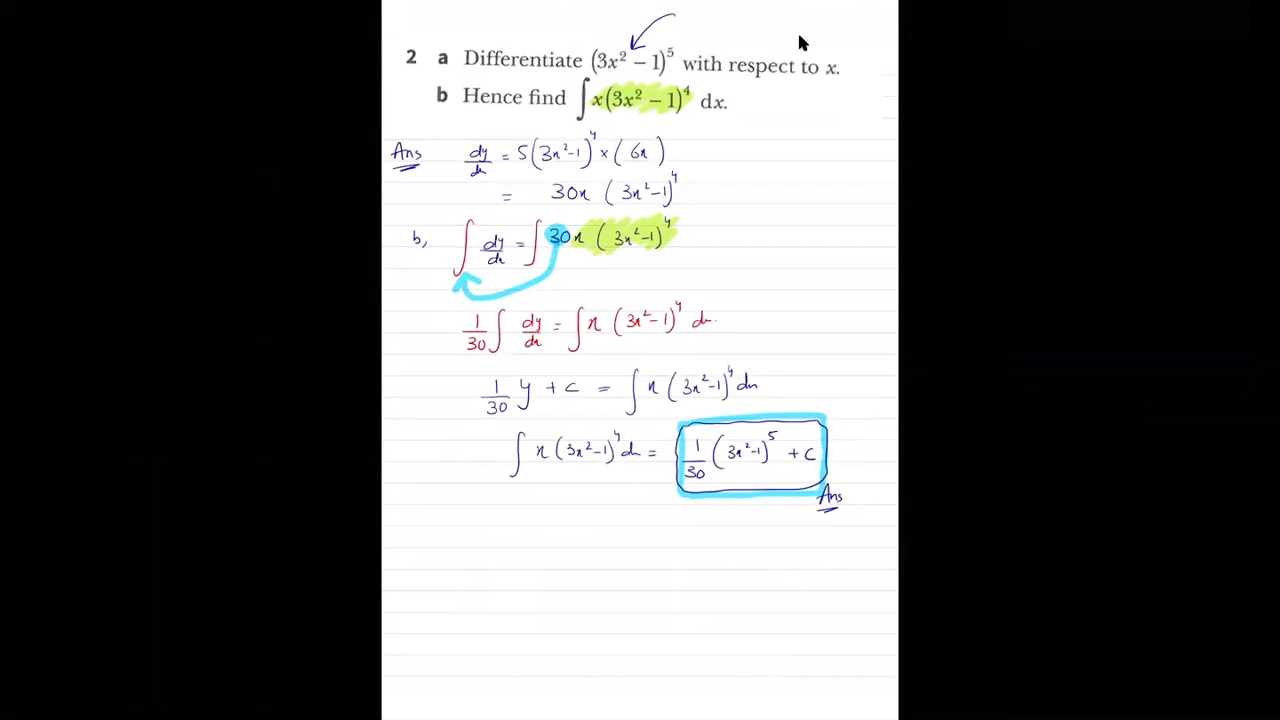 2 a Differentiate (3x² − 1)⁵ with respect to x.
b Hence find ∫ x(3x² − 1)⁴ dx.
Ans dy/dx = 5(3x²−1)⁴ × (6x)
= 30x (3x²−1)⁴
b, ∫ dy/dx = ∫ 30x (3x²−1)⁴
1/30 ∫ dy/dx = ∫ x (3x²−1)⁴ dx.
1/30 y + c = ∫ x (3x²−1)⁴ dx
∫ x (3x²−1)⁴ dx = 1/30 (3x²−1)⁵ + c
Ans